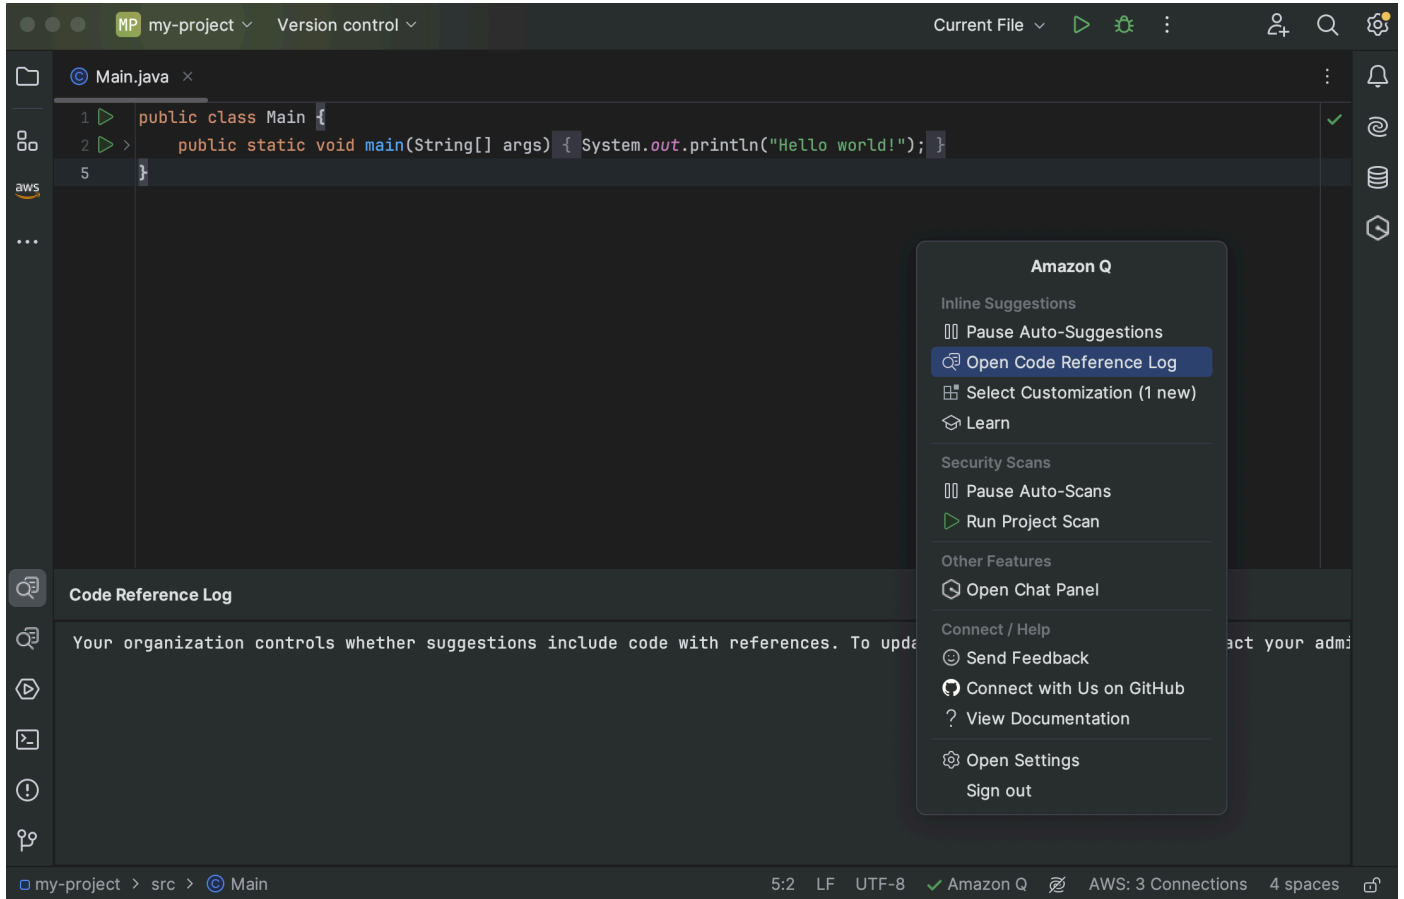 MP my-project Version control Current File
Main.java
1 public class Main {
2 public static void main(String[] args) { System.out.println("Hello world!"); }
5 }
aws
Amazon Q
Inline Suggestions
Pause Auto-Suggestions
Open Code Reference Log
Select Customization (1 new)
Learn
Security Scans
Pause Auto-Scans
Run Project Scan
Other Features
Open Chat Panel
Connect / Help
Send Feedback
Connect with Us on GitHub
? View Documentation
Open Settings
Sign out
Code Reference Log
Your organization controls whether suggestions include code with references. To upda act your admi
my-project > src > Main 5:2 LF UTF-8 Amazon Q AWS: 3 Connections 4 spaces